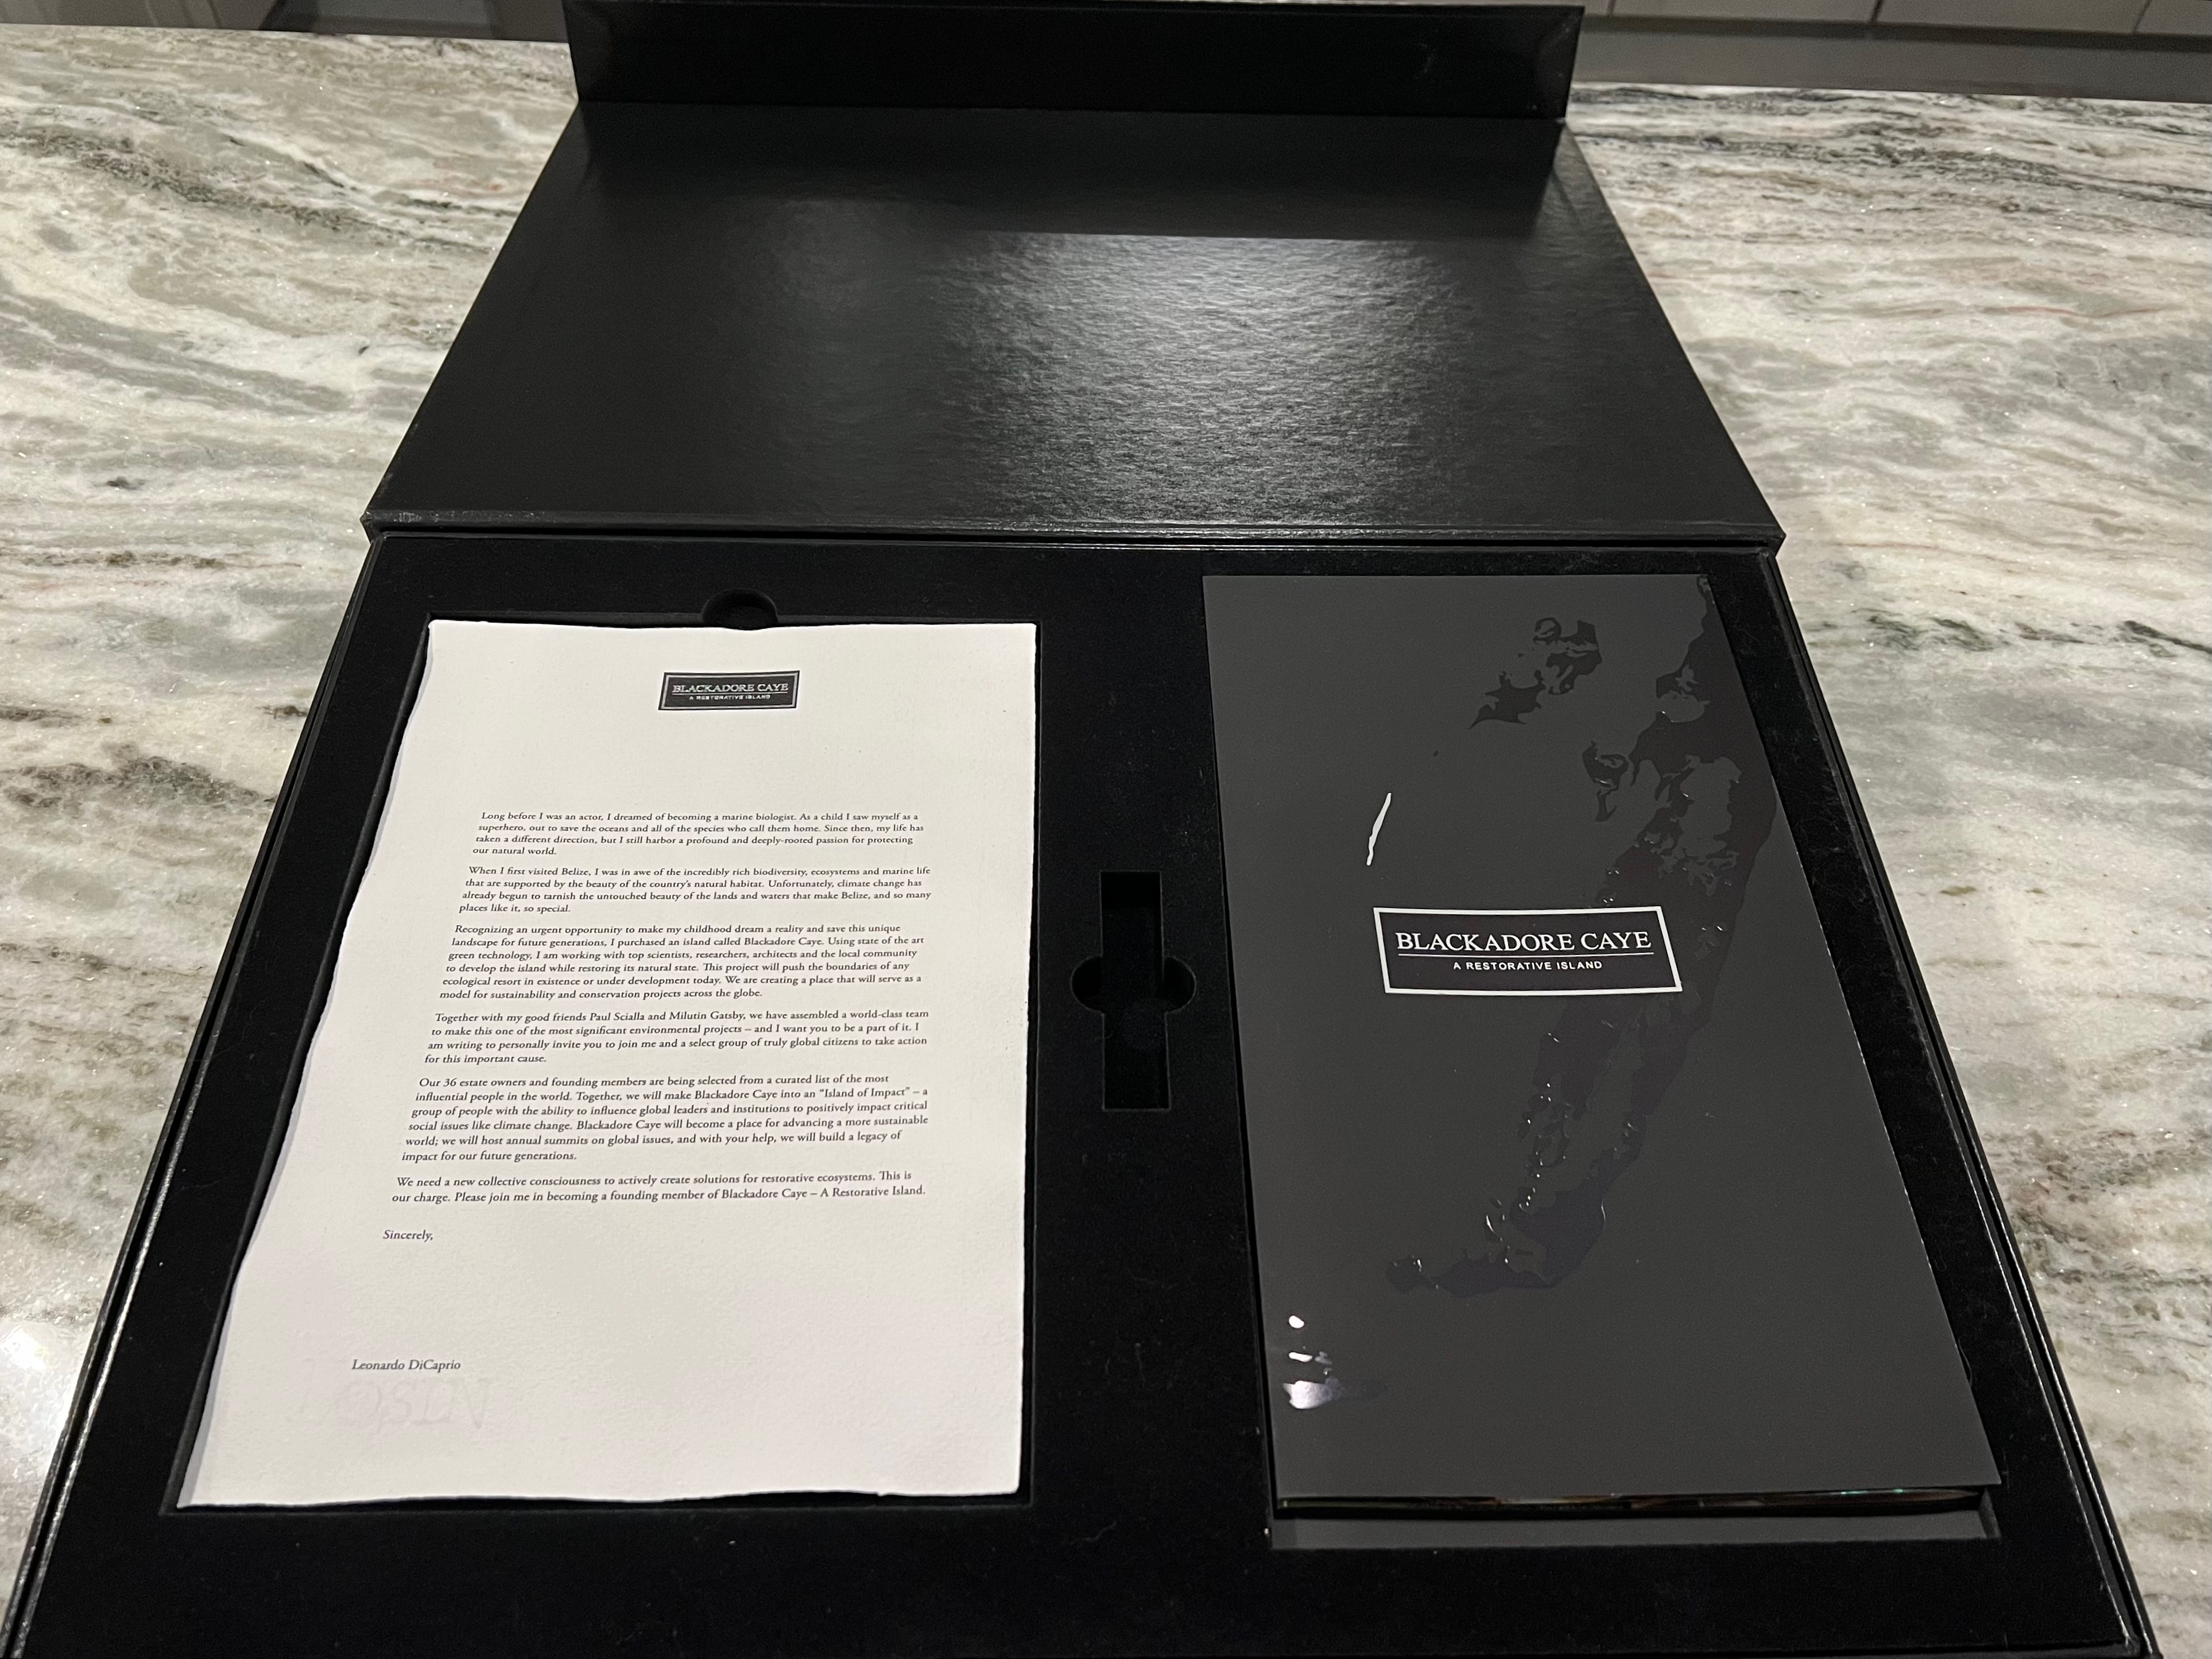 BLACKADORE CAYE
A RESTORATIVE ISLAND
Long before I was an actor, I dreamed of becoming a marine biologist. As a child I saw myself as a
superhero, out to save the oceans and all of the species who call them home. Since then, my life has
taken a different direction, but I still harbor a profound and deeply-rooted passion for protecting
our natural world.
When I first visited Belize, I was in awe of the incredibly rich biodiversity, ecosystems and marine life
that are supported by the beauty of the country's natural habitat. Unfortunately, climate change has
already begun to tarnish the untouched beauty of the lands and waters that make Belize, and so many
places like it, so special.
Recognizing an urgent opportunity to make my childhood dream a reality and save this unique
landscape for future generations, I purchased an island called Blackadore Caye. Using state of the art
green technology, I am working with top scientists, researchers, architects and the local community
to develop the island while restoring its natural state. This project will push the boundaries of any
ecological resort in existence or under development today. We are creating a place that will serve as a
model for sustainability and conservation projects across the globe.
Together with my good friends Paul Scialla and Milutin Gatsby, we have assembled a world-class team
to make this one of the most significant environmental projects – and I want you to be a part of it. I
am writing to personally invite you to join me and a select group of truly global citizens to take action
for this important cause.
Our 36 estate owners and founding members are being selected from a curated list of the most
influential people in the world. Together, we will make Blackadore Caye into an "Island of Impact" – a
group of people with the ability to influence global leaders and institutions to positively impact critical
social issues like climate change. Blackadore Caye will become a place for advancing a more sustainable
world; we will host annual summits on global issues, and with your help, we will build a legacy of
impact for our future generations.
We need a new collective consciousness to actively create solutions for restorative ecosystems. This is
our charge. Please join me in becoming a founding member of Blackadore Caye – A Restorative Island.
Sincerely,
Leonardo DiCaprio
BLACKADORE CAYE
A RESTORATIVE ISLAND